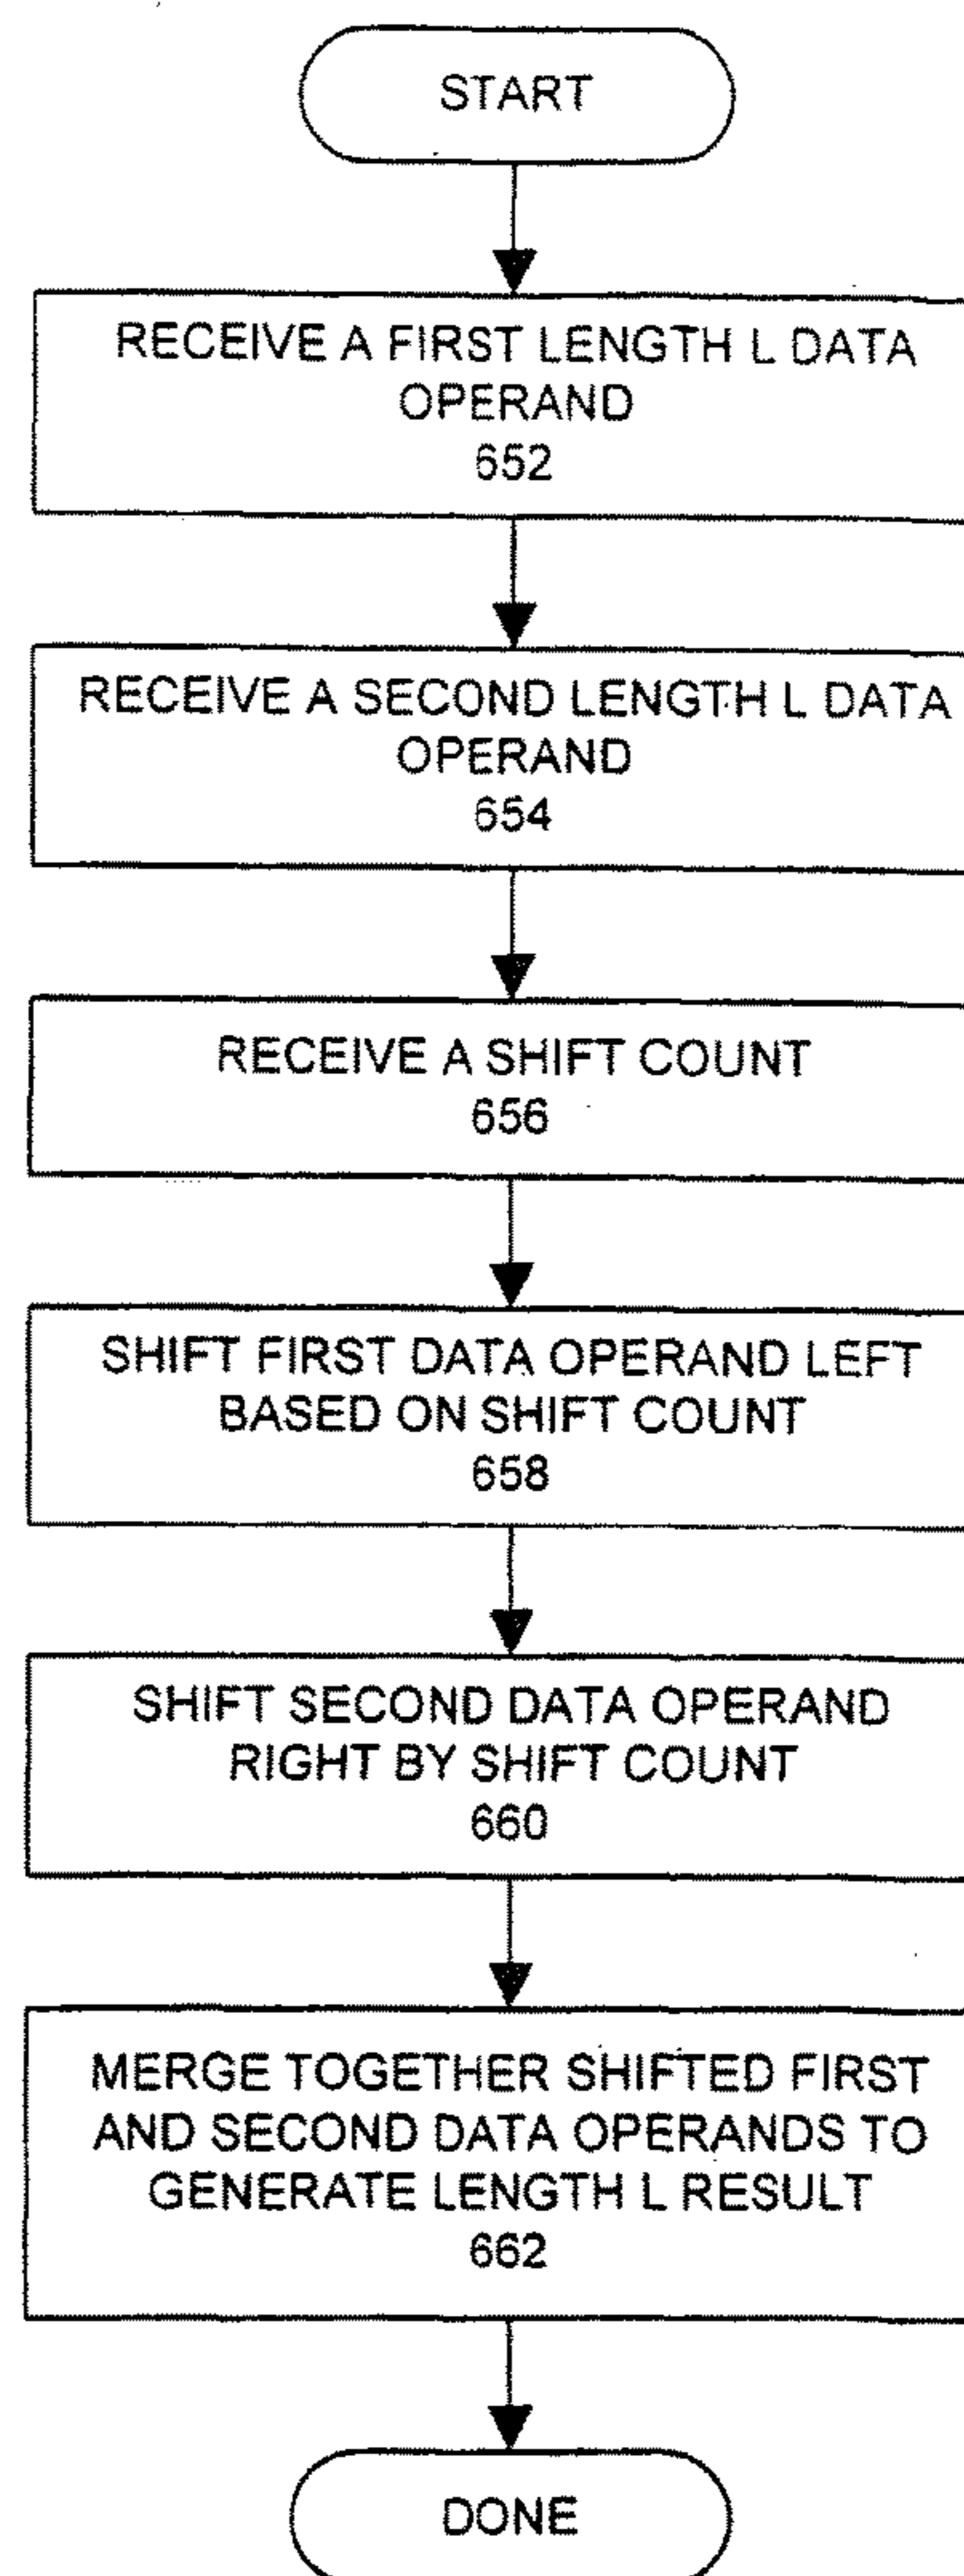 START
RECEIVE A FIRST LENGTH L DATA
OPERAND
652
RECEIVE A SECOND LENGTH L DATA
OPERAND
654
RECEIVE A SHIFT COUNT
656
SHIFT FIRST DATA OPERAND LEFT
BASED ON SHIFT COUNT
658
SHIFT SECOND DATA OPERAND
RIGHT BY SHIFT COUNT
660
MERGE TOGETHER SHIFTED FIRST
AND SECOND DATA OPERANDS TO
GENERATE LENGTH L RESULT
662
DONE